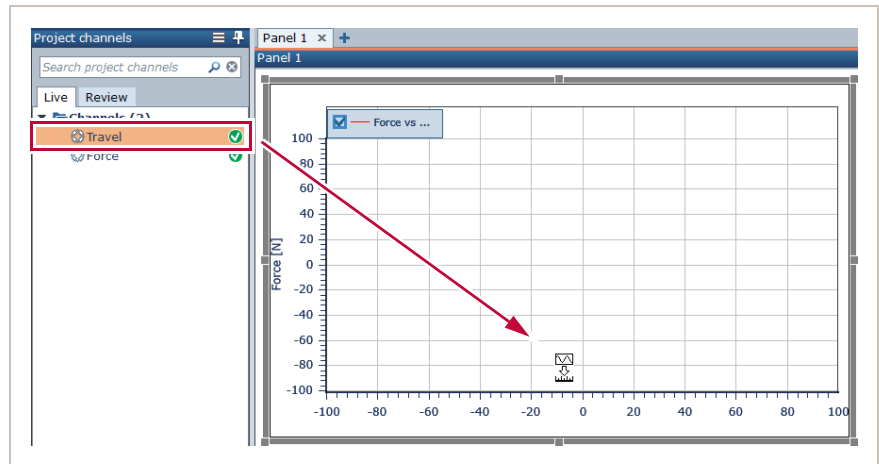 Project channels
Search project channels
Live Review
Channels (2)
Travel
Force
Panel 1
Panel 1
Force vs ...
100
80
60
40
20
0
-20
-40
-60
-80
-100
Force [N]
-100 -80 -60 -40 -20 0 20 40 60 80 100